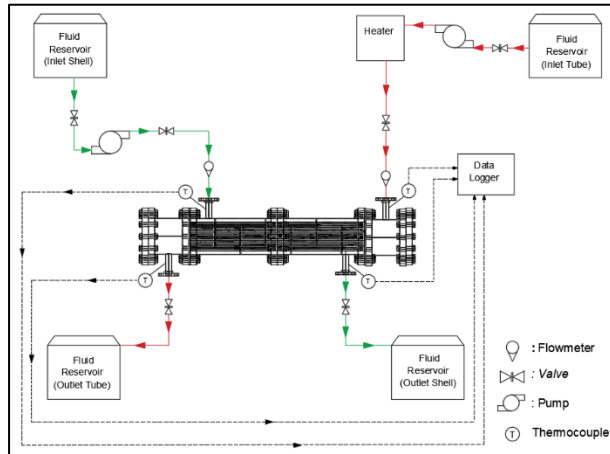 Fluid
Reservoir
(Inlet Shell)
Heater
Fluid
Reservoir
(Inlet Tube)
Data
Logger
T
T
T
T
Fluid
Reservoir
(Outlet Tube)
Fluid
Reservoir
(Outlet Shell)
: Flowmeter
: Valve
: Pump
T Thermocouple